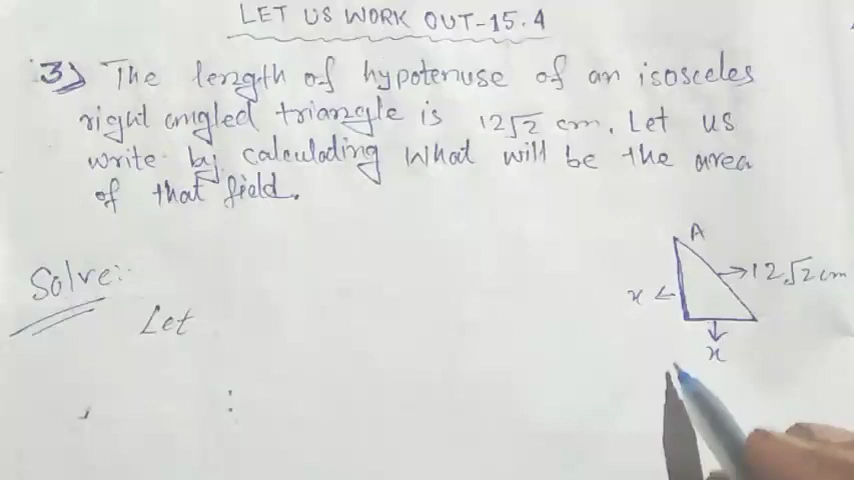 LET US WORK OUT-15.4
3) The length of hypotenuse of an isosceles
right angled triangle is 12√2 cm. Let us
write by calculating What will be the area
of that field.
A
12√2 cm
x
x
Solve:-
Let
: